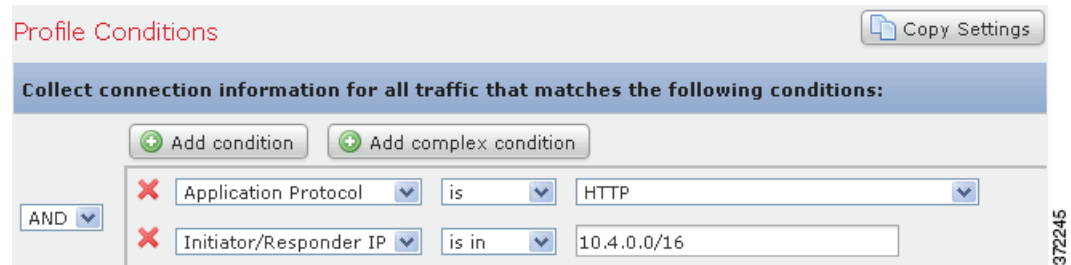 Profile Conditions
Copy Settings
Collect connection information for all traffic that matches the following conditions:
Add condition
Add complex condition
AND
Application Protocol
is
HTTP
Initiator/Responder IP
is in
10.4.0.0/16
372245